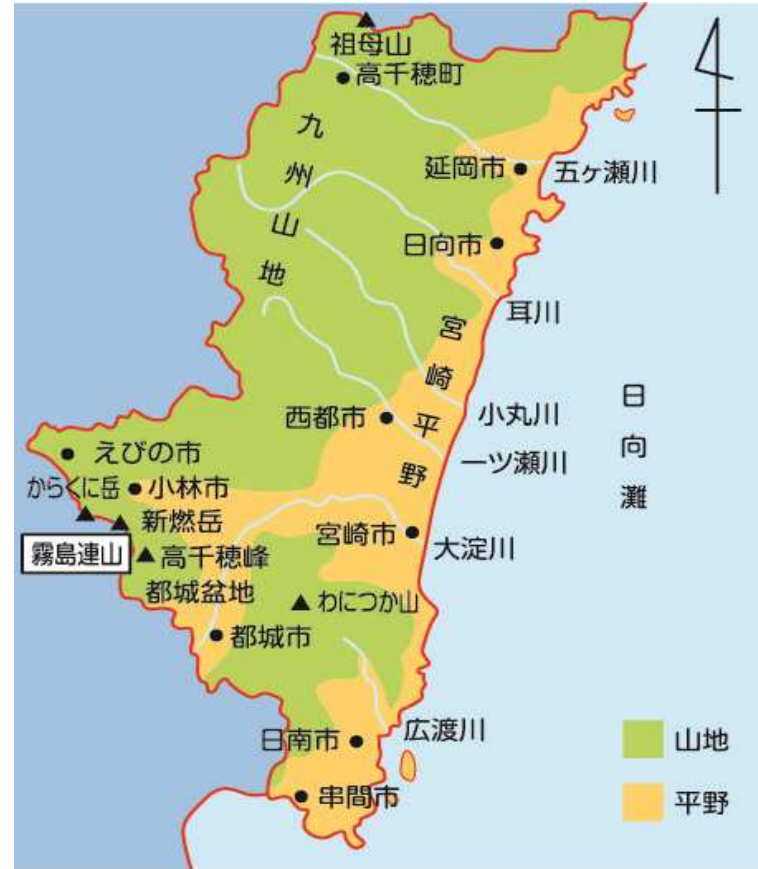 祖母山
高千穂町
九州山地
延岡市
五ヶ瀬川
日向市
耳川
宮崎平野
日向灘
西都市
小丸川
一ツ瀬川
えびの市
からくに岳
小林市
新燃岳
宮崎市
大淀川
霧島連山
高千穂峰
都城盆地
わにつか山
都城市
広渡川
日南市
串間市
山地
平野